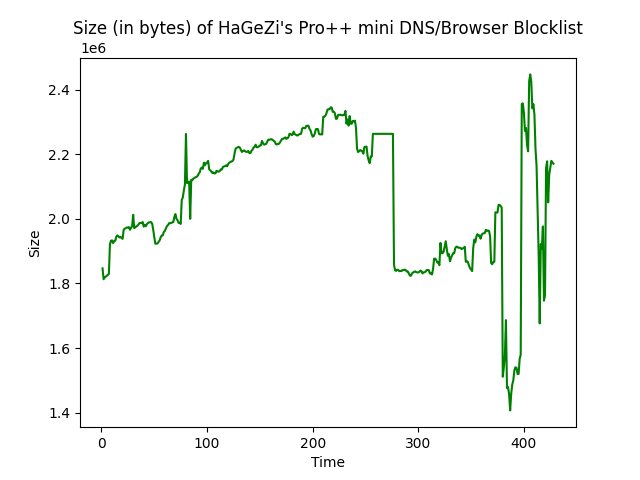 Size (in bytes) of HaGeZi's Pro++ mini DNS/Browser Blocklist
1e6
2.4
2.2
2.0
1.8
1.6
1.4
Size
0 100 200 300 400
Time